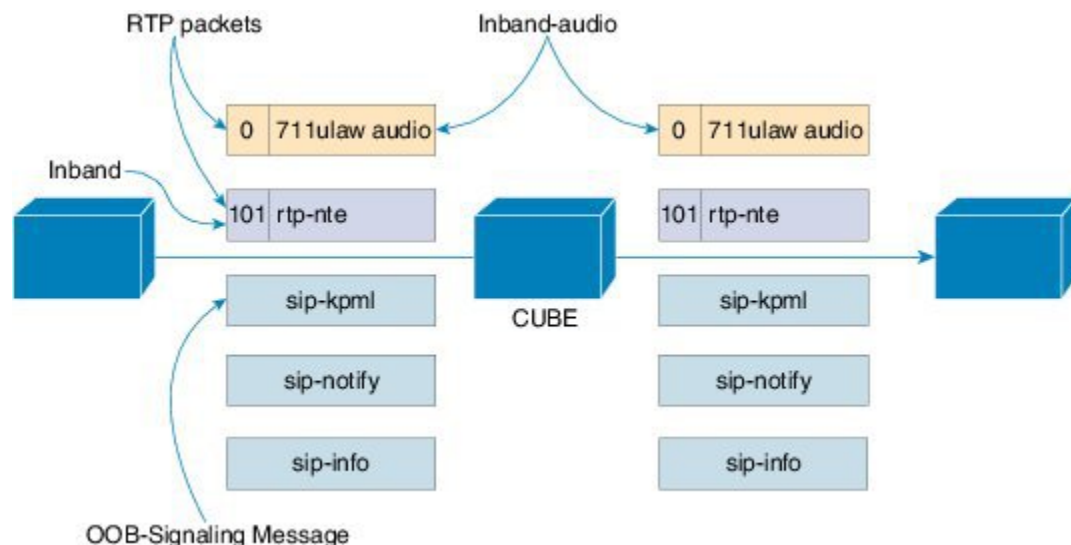 RTP packets
Inband-audio
0 711ulaw audio
0 711ulaw audio
Inband
101 rtp-nte
101 rtp-nte
sip-kpml
sip-kpml
CUBE
sip-notify
sip-notify
sip-info
sip-info
OOB-Signaling Message